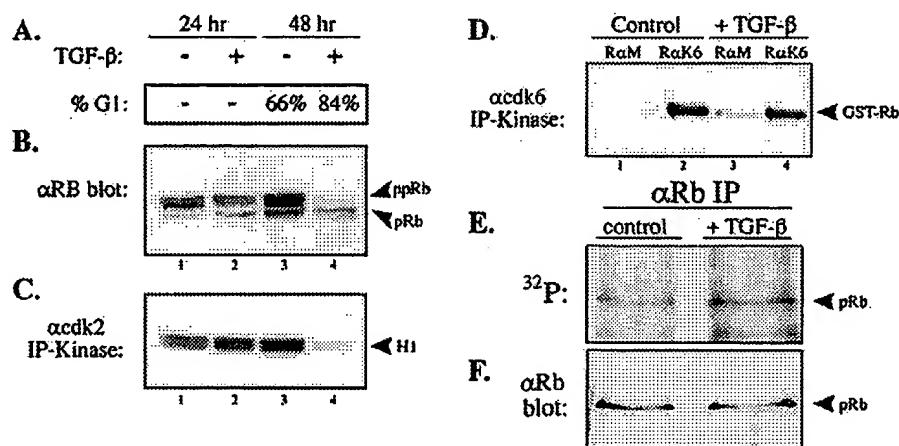 A.
24 hr 48 hr
TGF-β: - + - +
% G1: - - 66% 84%
B.
αRB blot:
ppRb
pRb
1 2 3 4
C.
αcdk2
IP-Kinase:
H1
1 2 3 4
D.
Control + TGF-β
RαM RαK6 RαM RαK6
αcdk6
IP-Kinase:
GST-Rb
1 2 3 4
αRb IP
E.
control + TGF-β
32P:
pRb
F.
αRb
blot:
pRb